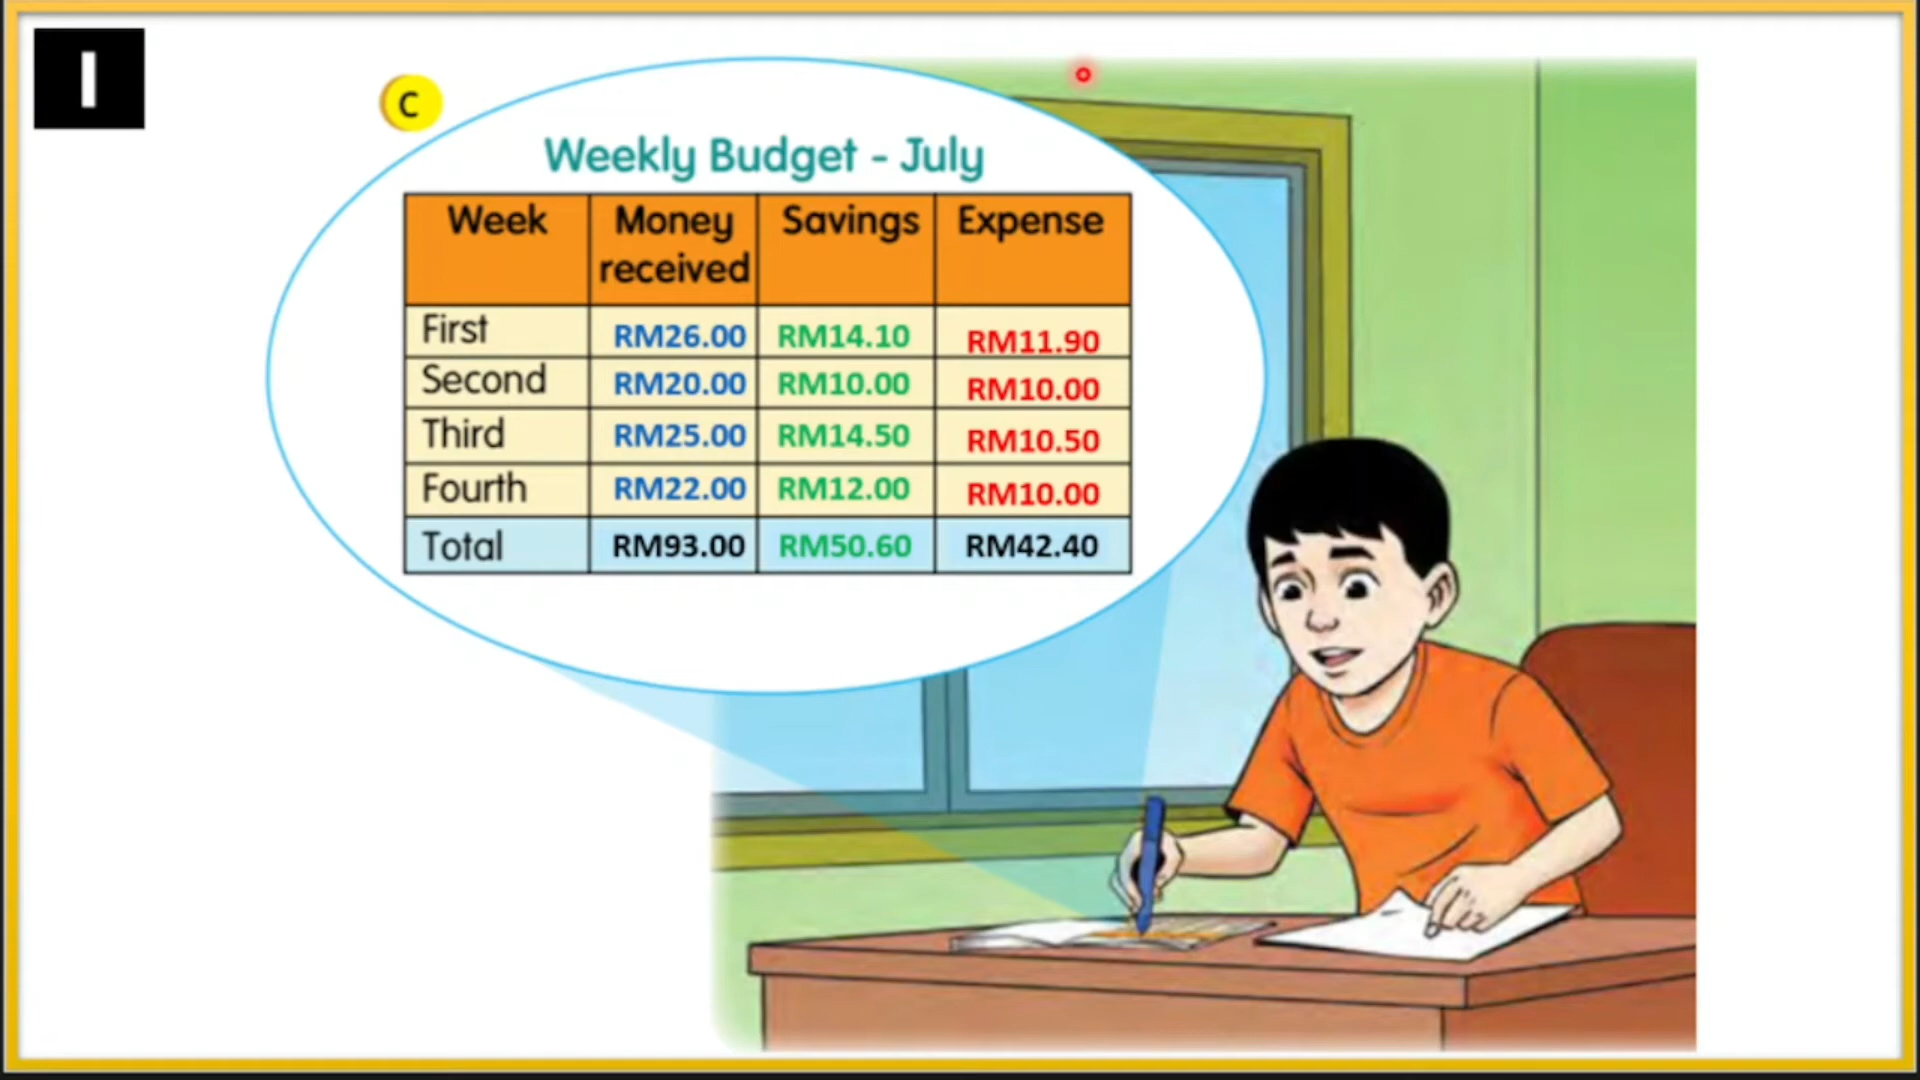 I
C
Weekly Budget - July
Week Money received Savings Expense
First RM26.00 RM14.10 RM11.90
Second RM20.00 RM10.00 RM10.00
Third RM25.00 RM14.50 RM10.50
Fourth RM22.00 RM12.00 RM10.00
Total RM93.00 RM50.60 RM42.40